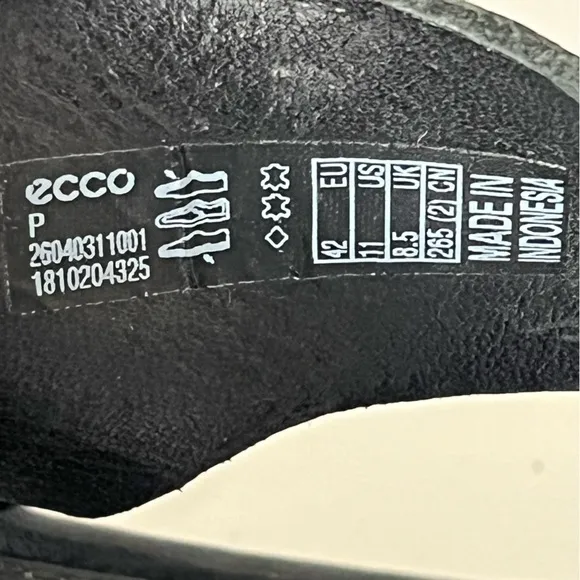 ecco
P
26040311001
1810204325
EU 42
US 11
UK 8.5
CN 265 (2)
MADE IN
INDONESIA